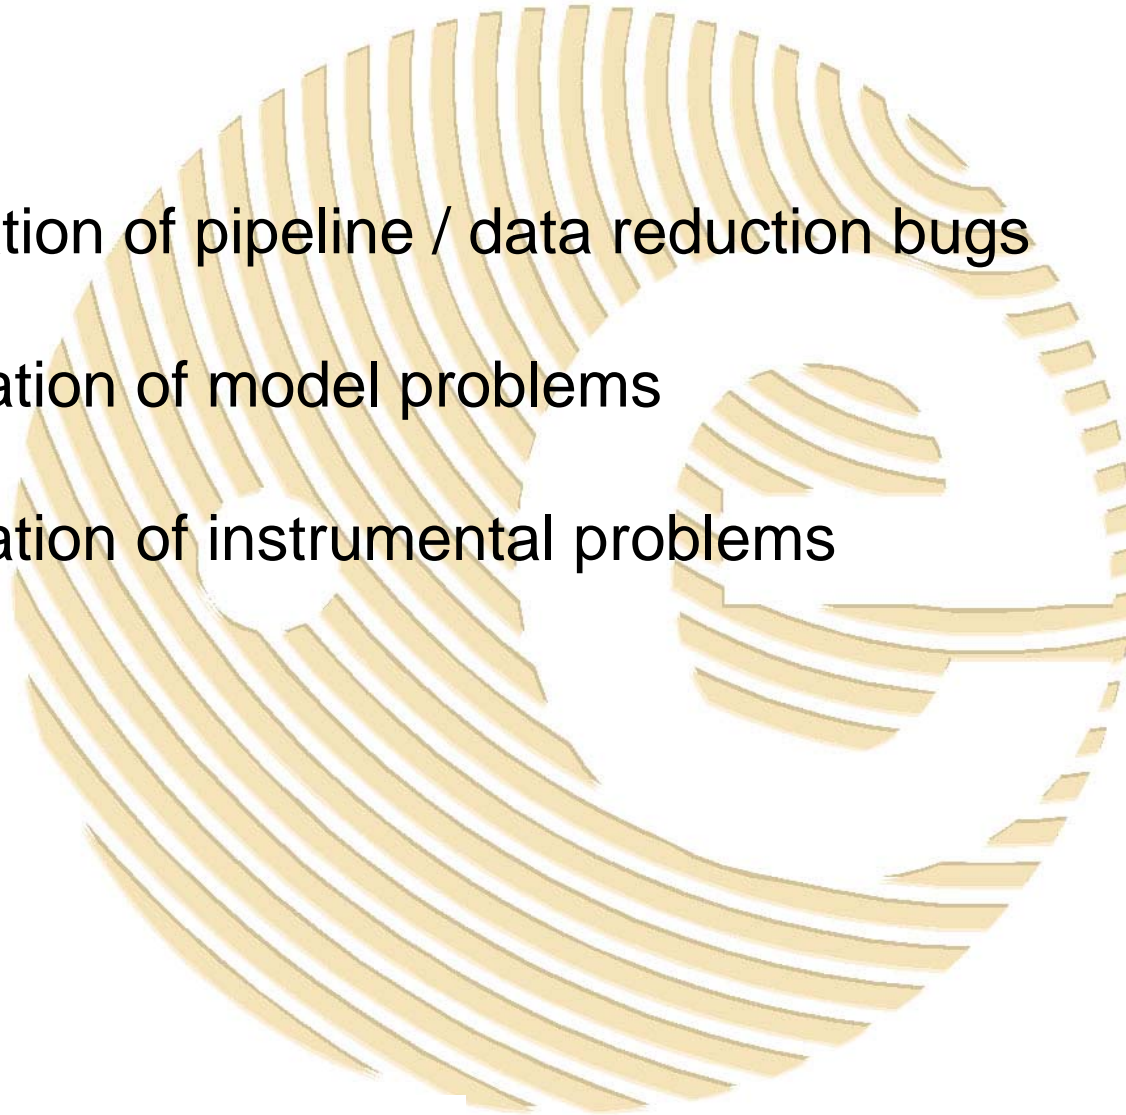 tion of pipeline / data reduction bugs
ation of model problems
ation of instrumental problems